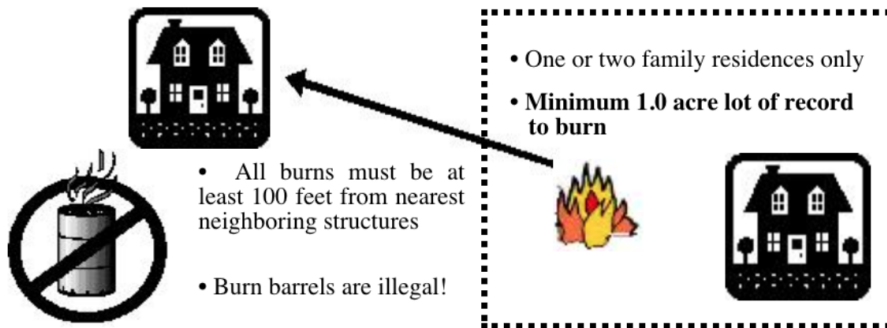 • One or two family residences only
• Minimum 1.0 acre lot of record
to burn
• All burns must be at
least 100 feet from nearest
neighboring structures
• Burn barrels are illegal!